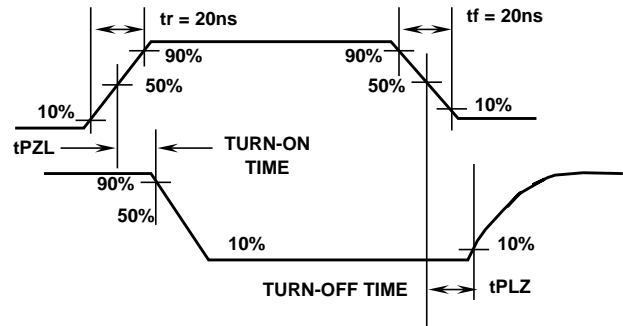 tr = 20ns
tf = 20ns
90%
90%
50%
50%
10%
10%
tPZL
TURN-ON
TIME
90%
50%
10%
10%
TURN-OFF TIME
tPLZ